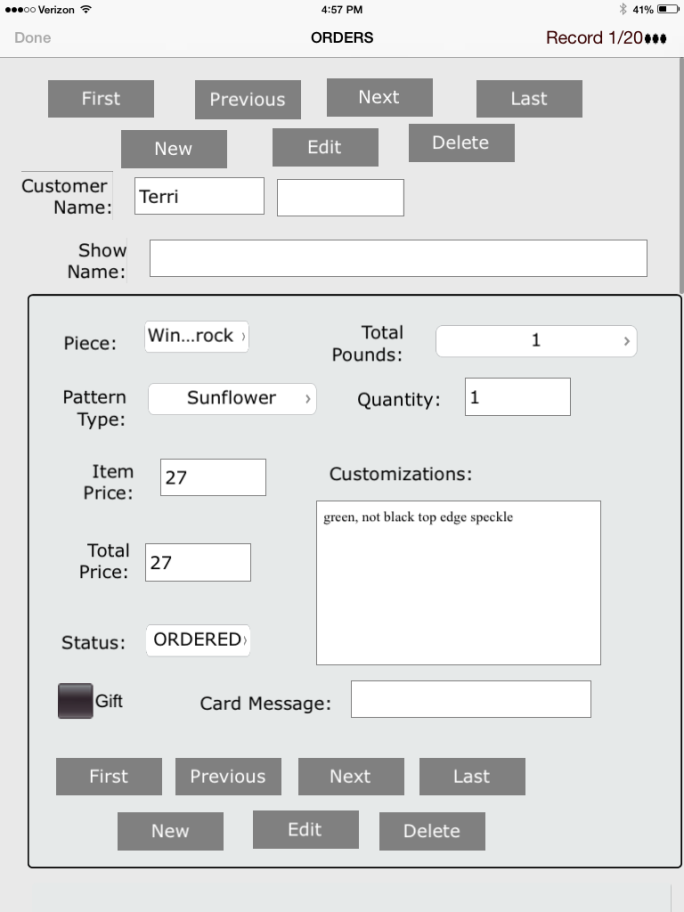 Verizon 4:57 PM 41%
Done ORDERS Record 1/20
First Previous Next Last
New Edit Delete
Customer
Name: Terri
Show
Name:
Piece: Win...rock Total
Pounds: 1
Pattern
Type: Sunflower Quantity: 1
Item
Price: 27 Customizations:
green, not black top edge speckle
Total
Price: 27
Status: ORDERED
Gift Card Message:
First Previous Next Last
New Edit Delete